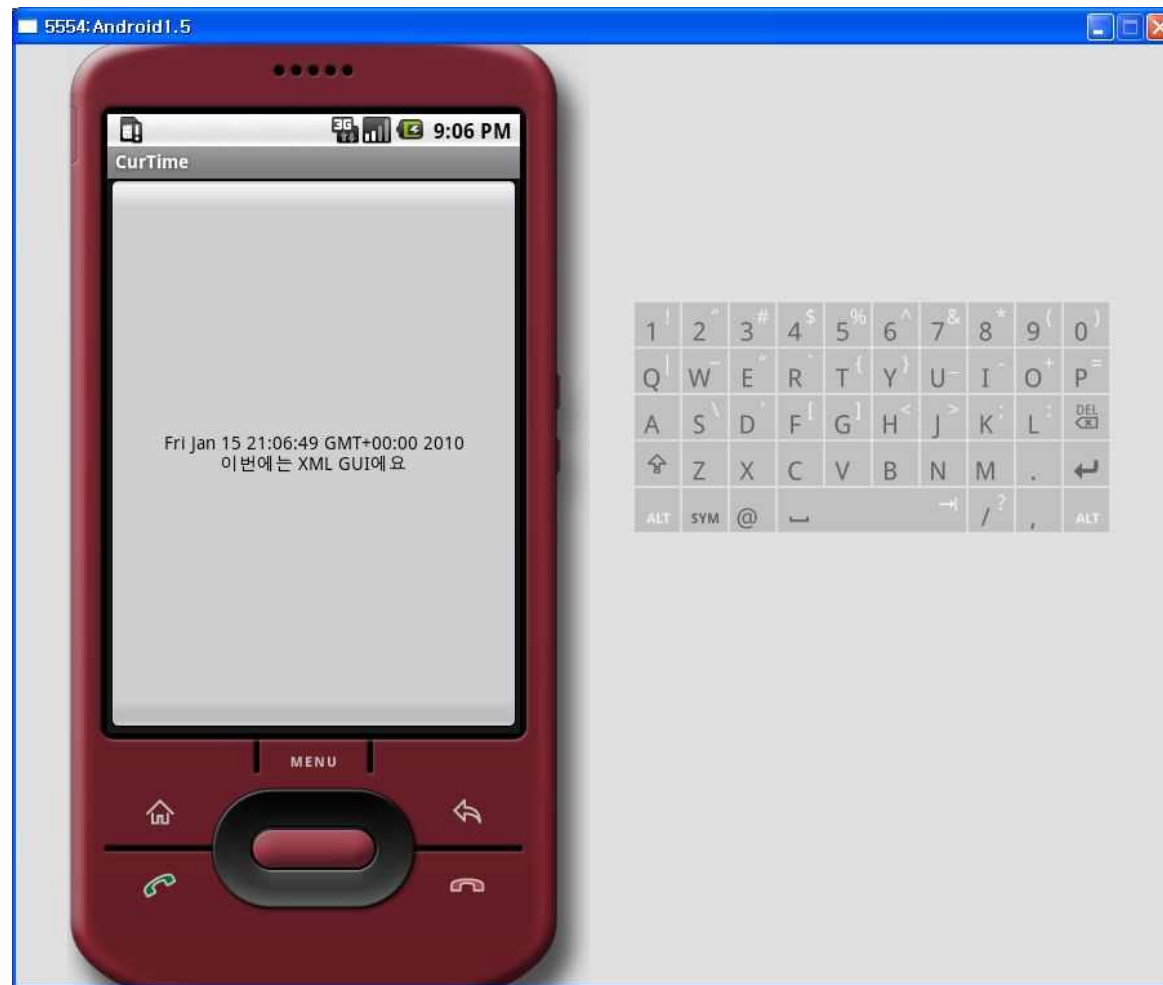 5554:Android1.5
3G
9:06 PM
CurTime
Fri Jan 15 21:06:49 GMT+00:00 2010
이번에는 XML GUI에요
MENU
1 ! 2 " 3 # 4 $ 5 % 6 ^ 7 & 8 * 9 ( 0 )
Q | W ~ E " R ` T { Y } U _ I - O + P =
A S \ D ' F [ G ] H < J > K ; L : DEL
Z X C V B N M .
ALT SYM @ / ? , ALT